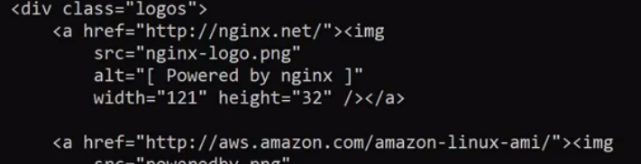 <div class="logos">
<a href="http://nginx.net/"><img
src="nginx-logo.png"
alt="[ Powered by nginx ]"
width="121" height="32" /></a>
<a href="http://aws.amazon.com/amazon-linux-ami/"><img
src="poweredby.png"